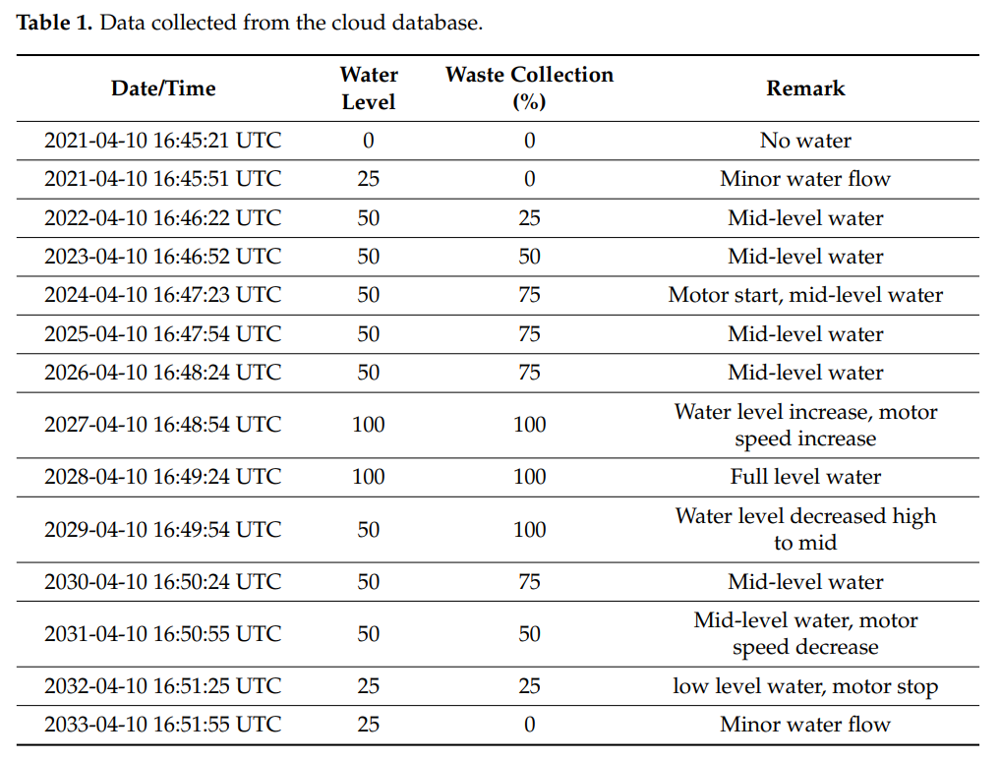 Table 1. Data collected from the cloud database.
Date/Time Water Level Waste Collection (%) Remark
2021-04-10 16:45:21 UTC 0 0 No water
2021-04-10 16:45:51 UTC 25 0 Minor water flow
2022-04-10 16:46:22 UTC 50 25 Mid-level water
2023-04-10 16:46:52 UTC 50 50 Mid-level water
2024-04-10 16:47:23 UTC 50 75 Motor start, mid-level water
2025-04-10 16:47:54 UTC 50 75 Mid-level water
2026-04-10 16:48:24 UTC 50 75 Mid-level water
2027-04-10 16:48:54 UTC 100 100 Water level increase, motor speed increase
2028-04-10 16:49:24 UTC 100 100 Full level water
2029-04-10 16:49:54 UTC 50 100 Water level decreased high to mid
2030-04-10 16:50:24 UTC 50 75 Mid-level water
2031-04-10 16:50:55 UTC 50 50 Mid-level water, motor speed decrease
2032-04-10 16:51:25 UTC 25 25 low level water, motor stop
2033-04-10 16:51:55 UTC 25 0 Minor water flow